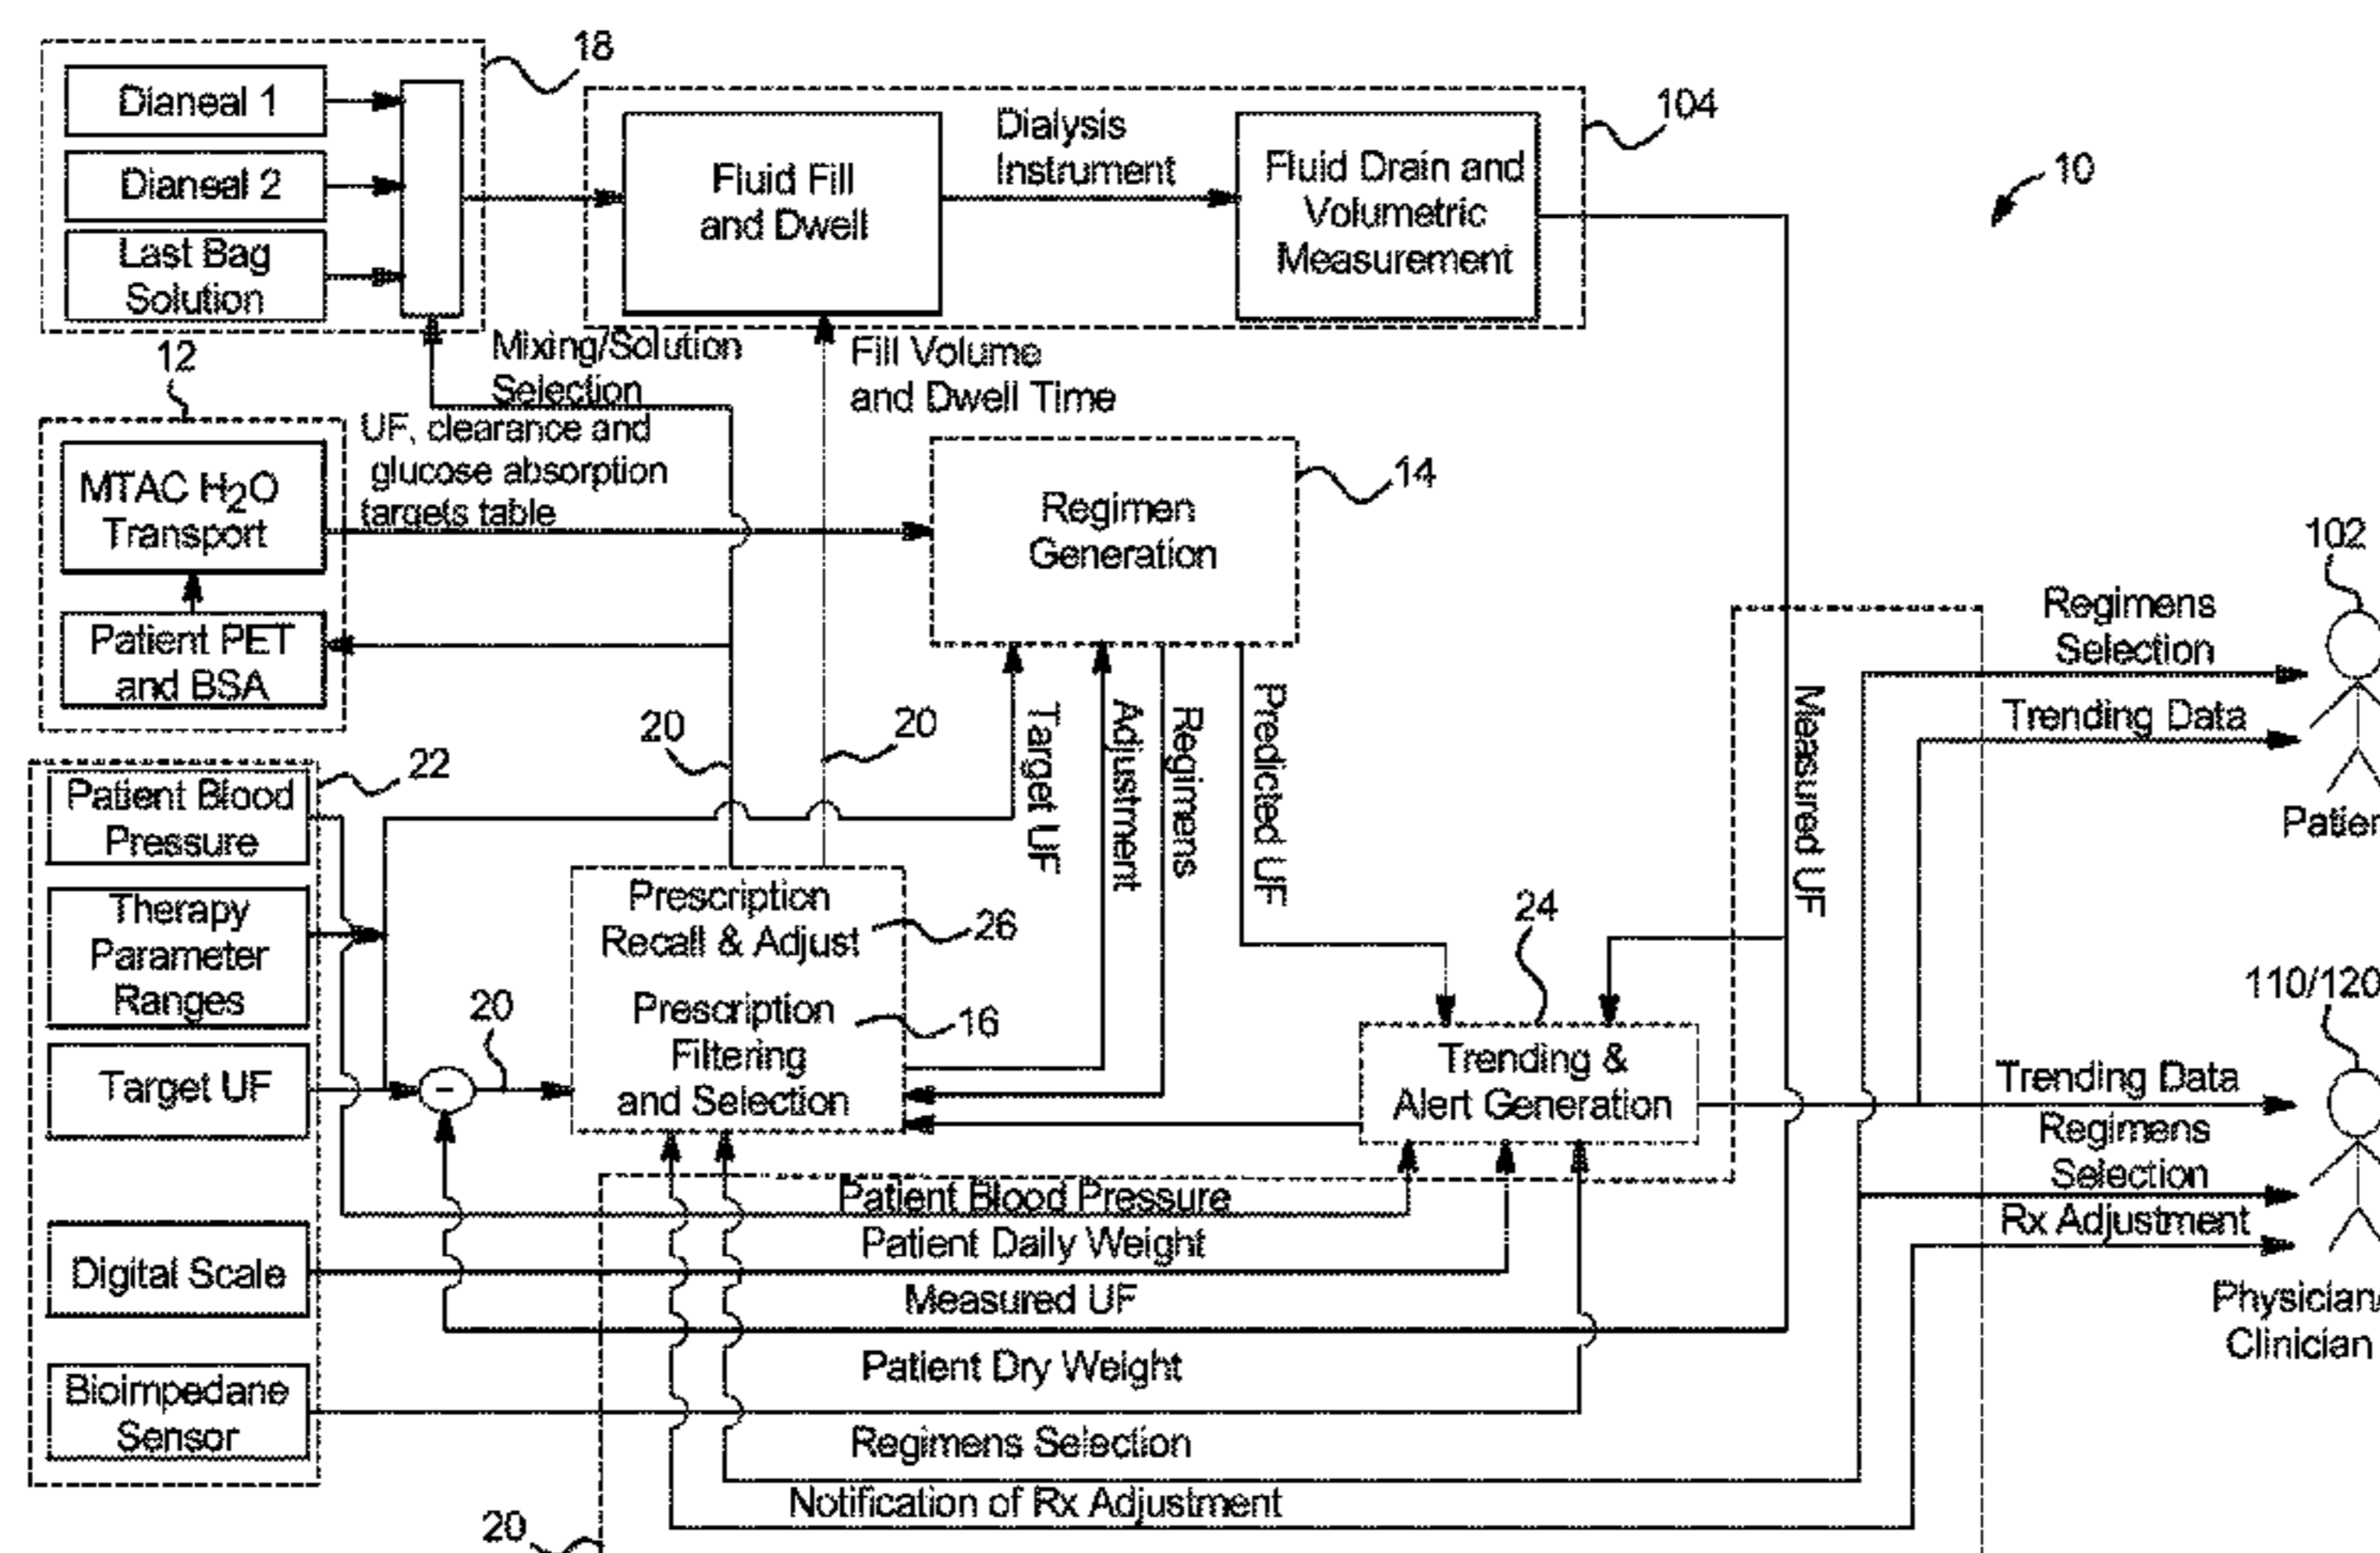 18
Dianeal 1
Dianeal 2
Last Bag
Solution
104
Fluid Fill
and Dwell
Dialysis
Instrument
Fluid Drain and
Volumetric
Measurement
10
12
Mixing/Solution
Selection
Fill Volume
and Dwell Time
UF, clearance and
glucose absorption
targets table
MTAC H₂O
Transport
Patient PET
and BSA
14
Regimen
Generation
102
Regimens
Selection
Trending Data
Patien
20
20
Target UF
Adjustment
Regimens
Predicted UF
Measured UF
22
Patient Blood
Pressure
Therapy
Parameter
Ranges
Target UF
Digital Scale
Bioimpedane
Sensor
-
20
Prescription
Recall & Adjust
26
Prescription
Filtering
and Selection
16
24
Trending &
Alert Generation
110/120
Trending Data
Regimens
Selection
Rx Adjustment
Physician/
Clinician
Patient Blood Pressure
Patient Daily Weight
Measured UF
Patient Dry Weight
Regimens Selection
Notification of Rx Adjustment
20